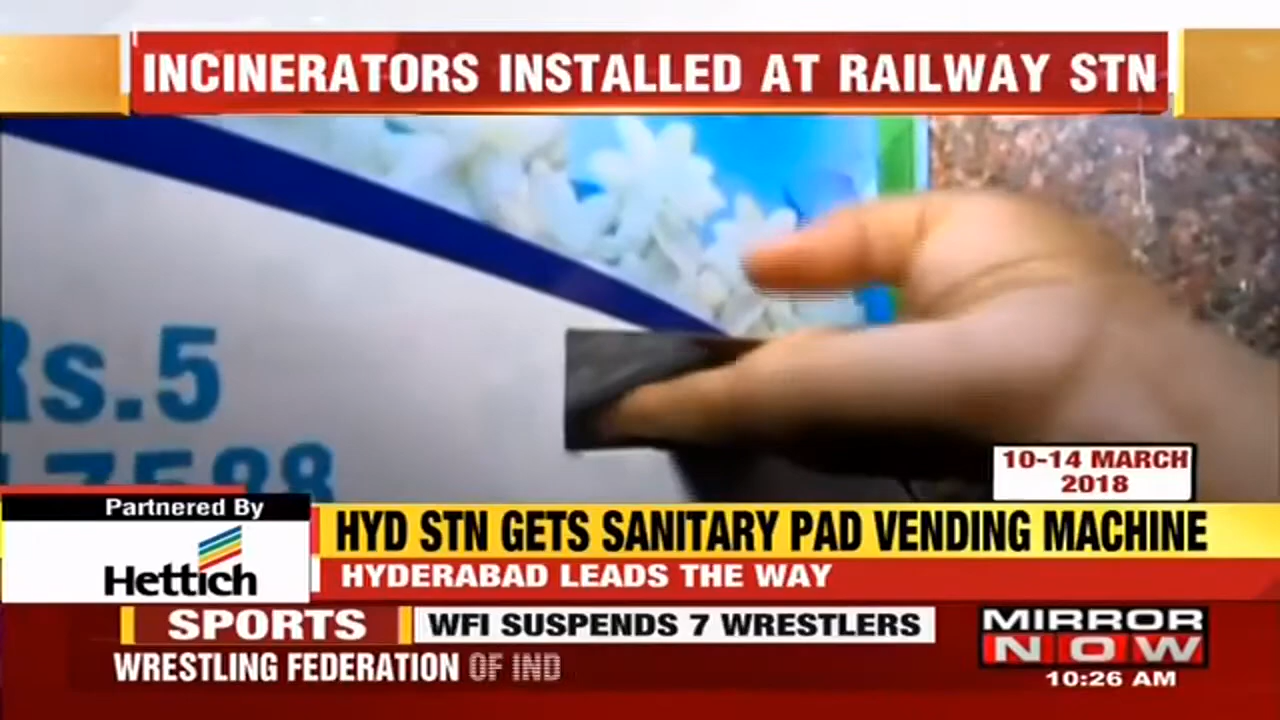 INCINERATORS INSTALLED AT RAILWAY STN
Rs.5
7588
10-14 MARCH
2018
Partnered By
Hettich
HYD STN GETS SANITARY PAD VENDING MACHINE
HYDERABAD LEADS THE WAY
SPORTS
WFI SUSPENDS 7 WRESTLERS
WRESTLING FEDERATION OF IND
MIRROR
NOW
10:26 AM